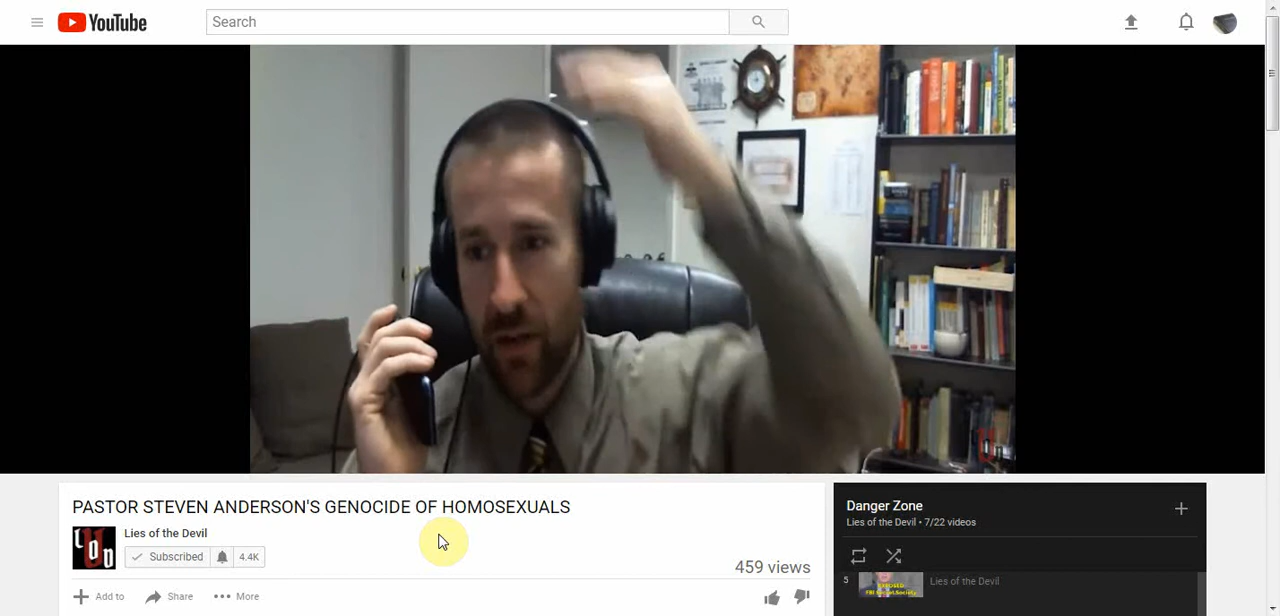 YouTube
Search
PASTOR STEVEN ANDERSON'S GENOCIDE OF HOMOSEXUALS
Lies of the Devil
Subscribed 4.4K
459 views
Add to Share More
Danger Zone
Lies of the Devil • 7/22 videos
5
Lies of the Devil
EXPOSED